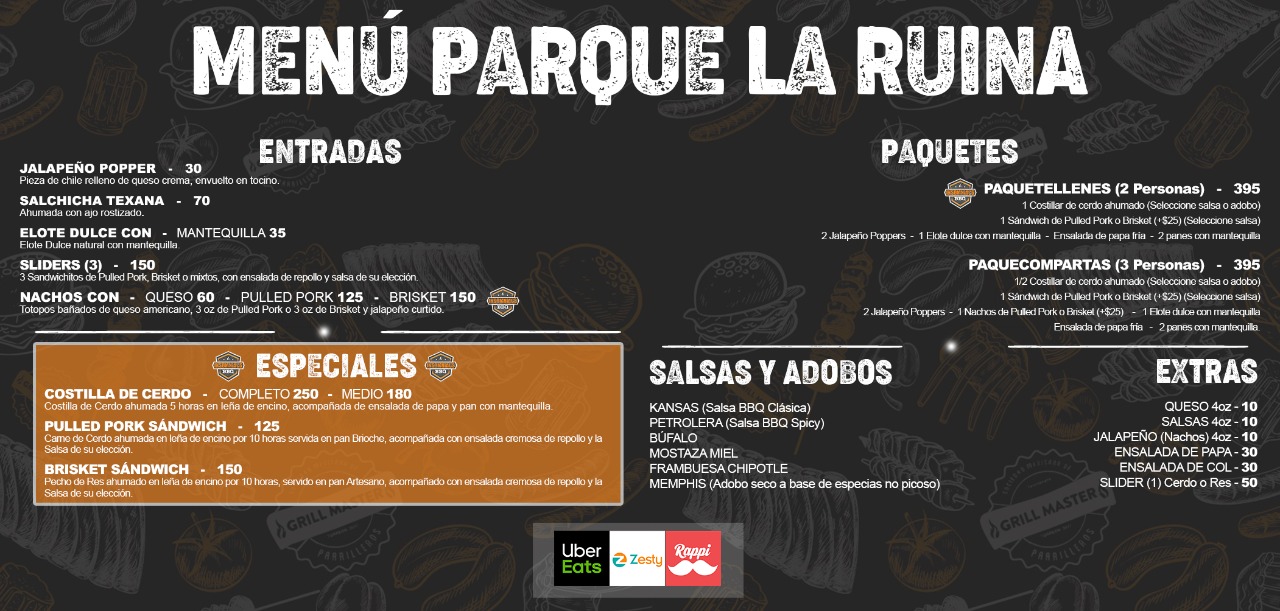 MENÚ PARQUE LA RUINA
ENTRADAS
JALAPEÑO POPPER - 30
Pieza de chile relleno de queso crema, envuelto en tocino.
SALCHICHA TEXANA - 70
Ahumada con ajo rostizado.
ELOTE DULCE CON - MANTEQUILLA 35
Elote Dulce natural con mantequilla.
SLIDERS (3) - 150
3 Sandwichitos de Pulled Pork, Brisket o mixtos, con ensalada de repollo y salsa de su elección.
NACHOS CON - QUESO 60 - PULLED PORK 125 - BRISKET 150
Totopos bañados de queso americano, 3 oz de Pulled Pork o 3 oz de Brisket y jalapeño curtido.
ESPECIALES
COSTILLA DE CERDO - COMPLETO 250 - MEDIO 180
Costilla de Cerdo ahumada 5 horas en leña de encino, acompañada de ensalada de papa y pan con mantequilla.
PULLED PORK SÁNDWICH - 125
Carne de Cerdo ahumada en leña de encino por 10 horas servida en pan Brioche, acompañada con ensalada cremosa de repollo y la
Salsa de su elección.
BRISKET SÁNDWICH - 150
Pecho de Res ahumado en leña de encino por 10 horas, servido en pan Artesano, acompañado con ensalada cremosa de repollo y la
Salsa de su elección.
PAQUETES
PAQUETELLENES (2 Personas) - 395
1 Costillar de cerdo ahumado (Seleccione salsa o adobo)
1 Sándwich de Pulled Pork o Brisket (+$25) (Seleccione salsa)
2 Jalapeño Poppers - 1 Elote dulce con mantequilla - Ensalada de papa fria - 2 panes con mantequilla
PAQUECOMPARTAS (3 Personas) - 395
1/2 Costillar de cerdo ahumado (Seleccione salsa o adobo)
1 Sándwich de Pulled Pork o Brisket (+$25) (Seleccione salsa)
2 Jalapeño Poppers - 1 Nachos de Pulled Pork o Brisket (+$25) - 1 Elote dulce con mantequilla
Ensalada de papa fria - 2 panes con mantequilla.
SALSAS Y ADOBOS
KANSAS (Salsa BBQ Clásica)
PETROLERA (Salsa BBQ Spicy)
BÚFALO
MOSTAZA MIEL
FRAMBUESA CHIPOTLE
MEMPHIS (Adobo seco a base de especias no picoso)
EXTRAS
QUESO 4oz - 10
SALSAS 4oz - 10
JALAPEÑO (Nachos) 4oz - 10
ENSALADA DE PAPA - 30
ENSALADA DE COL - 30
SLIDER (1) Cerdo o Res - 50
GRILL MASTER
PARRILLEROS
GRILL MASTER
PARRILLEROS
Uber
Eats
Zesty
Rappi